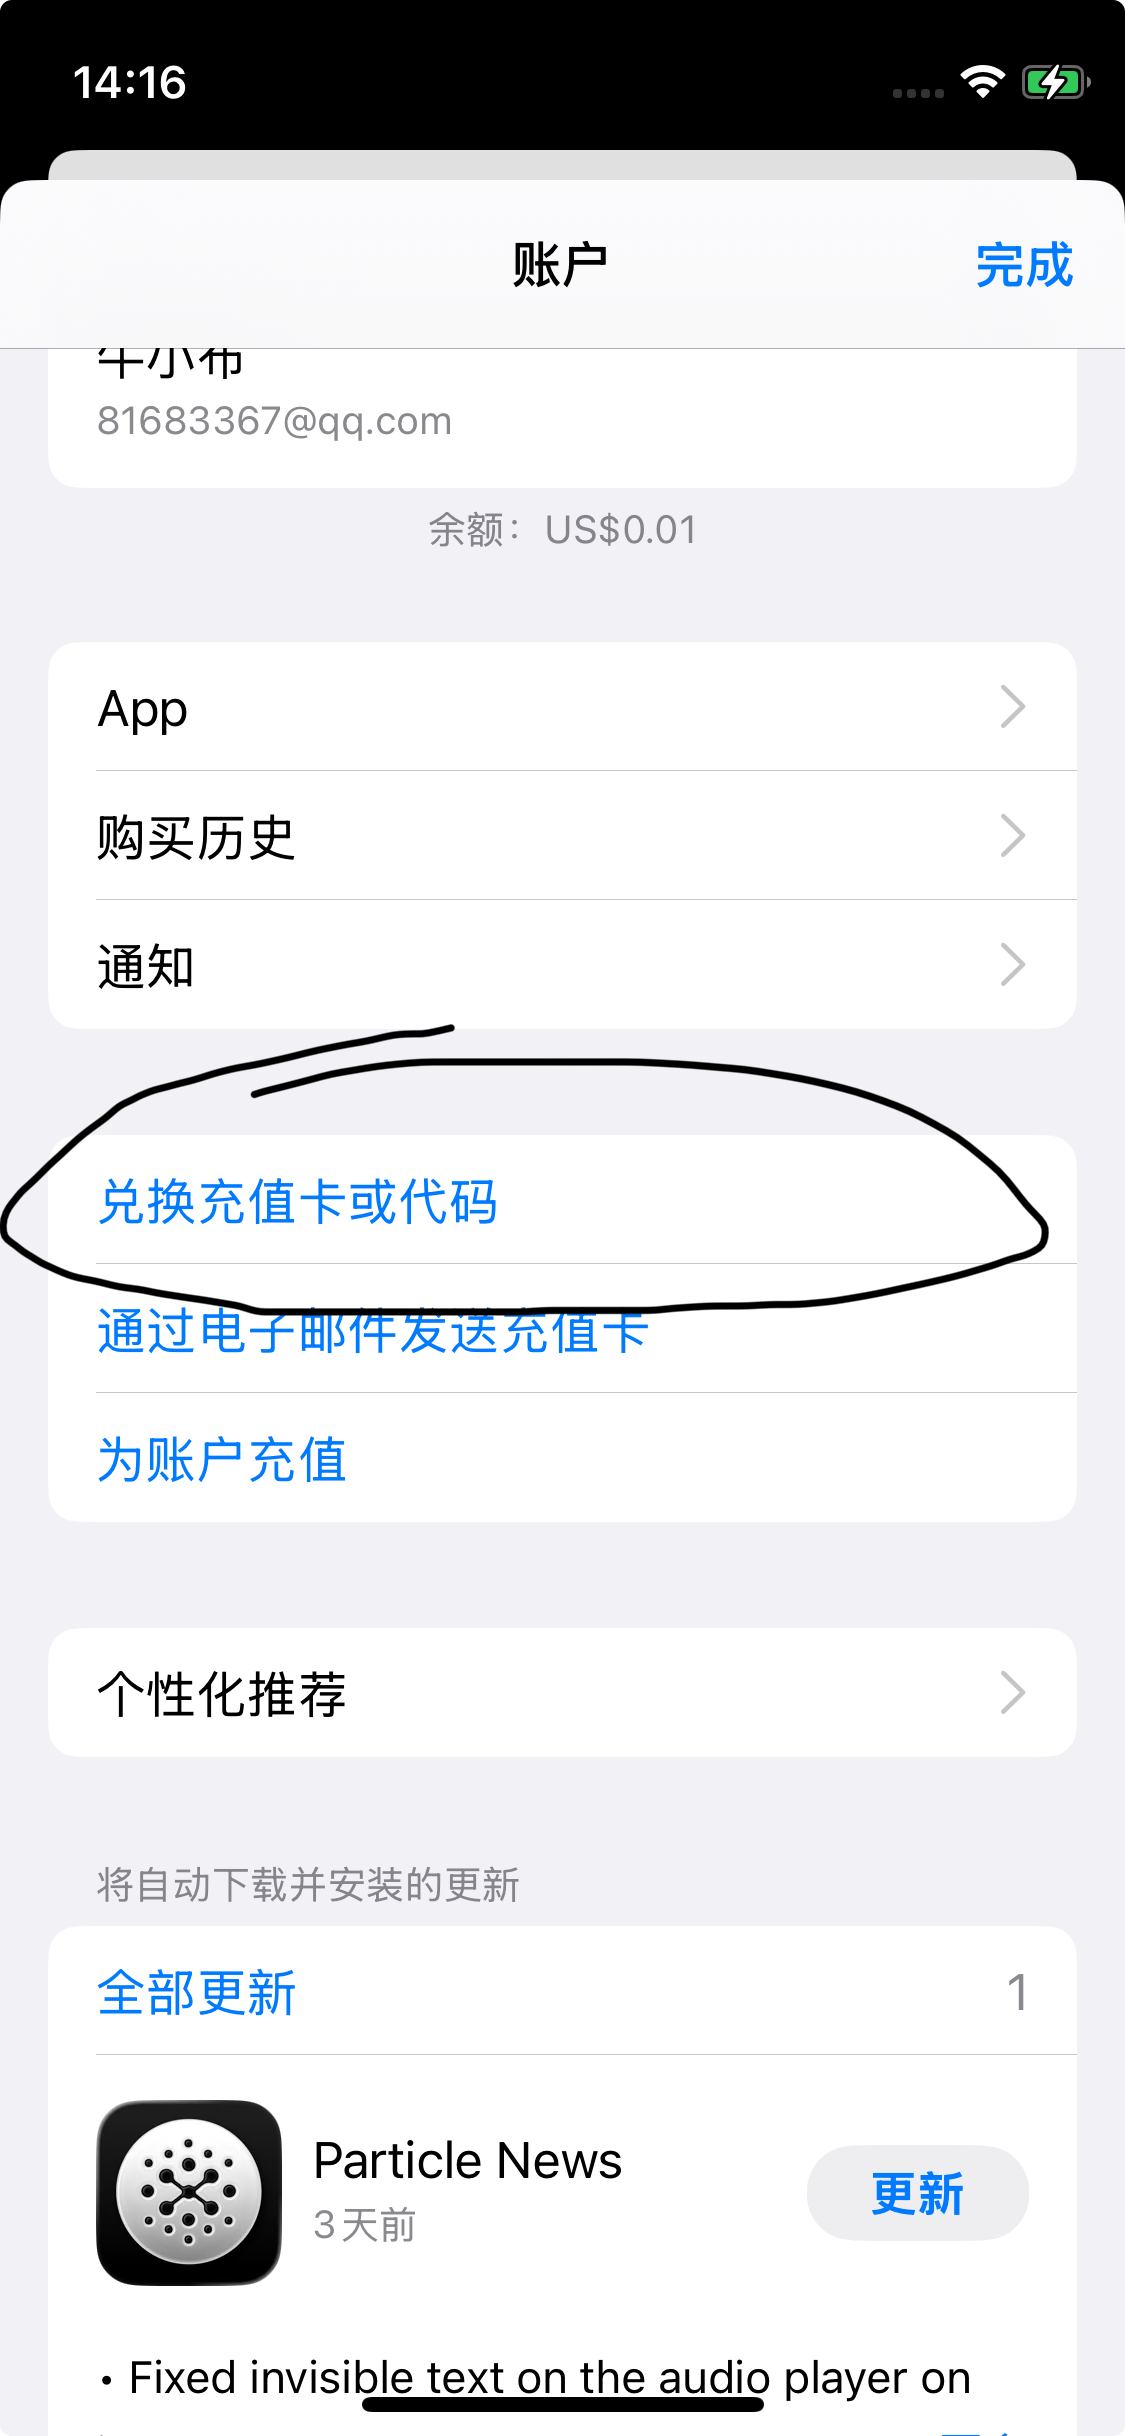 14:16
账户
完成
牛小布
81683367@qq.com
余额：US$0.01
App
购买历史
通知
兑换充值卡或代码
通过电子邮件发送充值卡
为账户充值
个性化推荐
将自动下载并安装的更新
全部更新
1
Particle News
3天前
更新
• Fixed invisible text on the audio player on